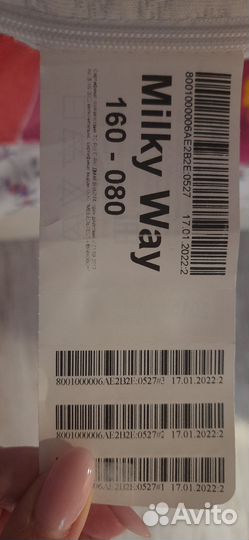 8001000006AE2B2E:0527 17.01.2022:2
Milky Way
160 - 080
8001000006AE2B2E:0527#3 17.01.2022:2
8001000006AE2B2E:0527#2 17.01.2022:2
AE2B2E:0527#1 17.01.2022:2
Avito